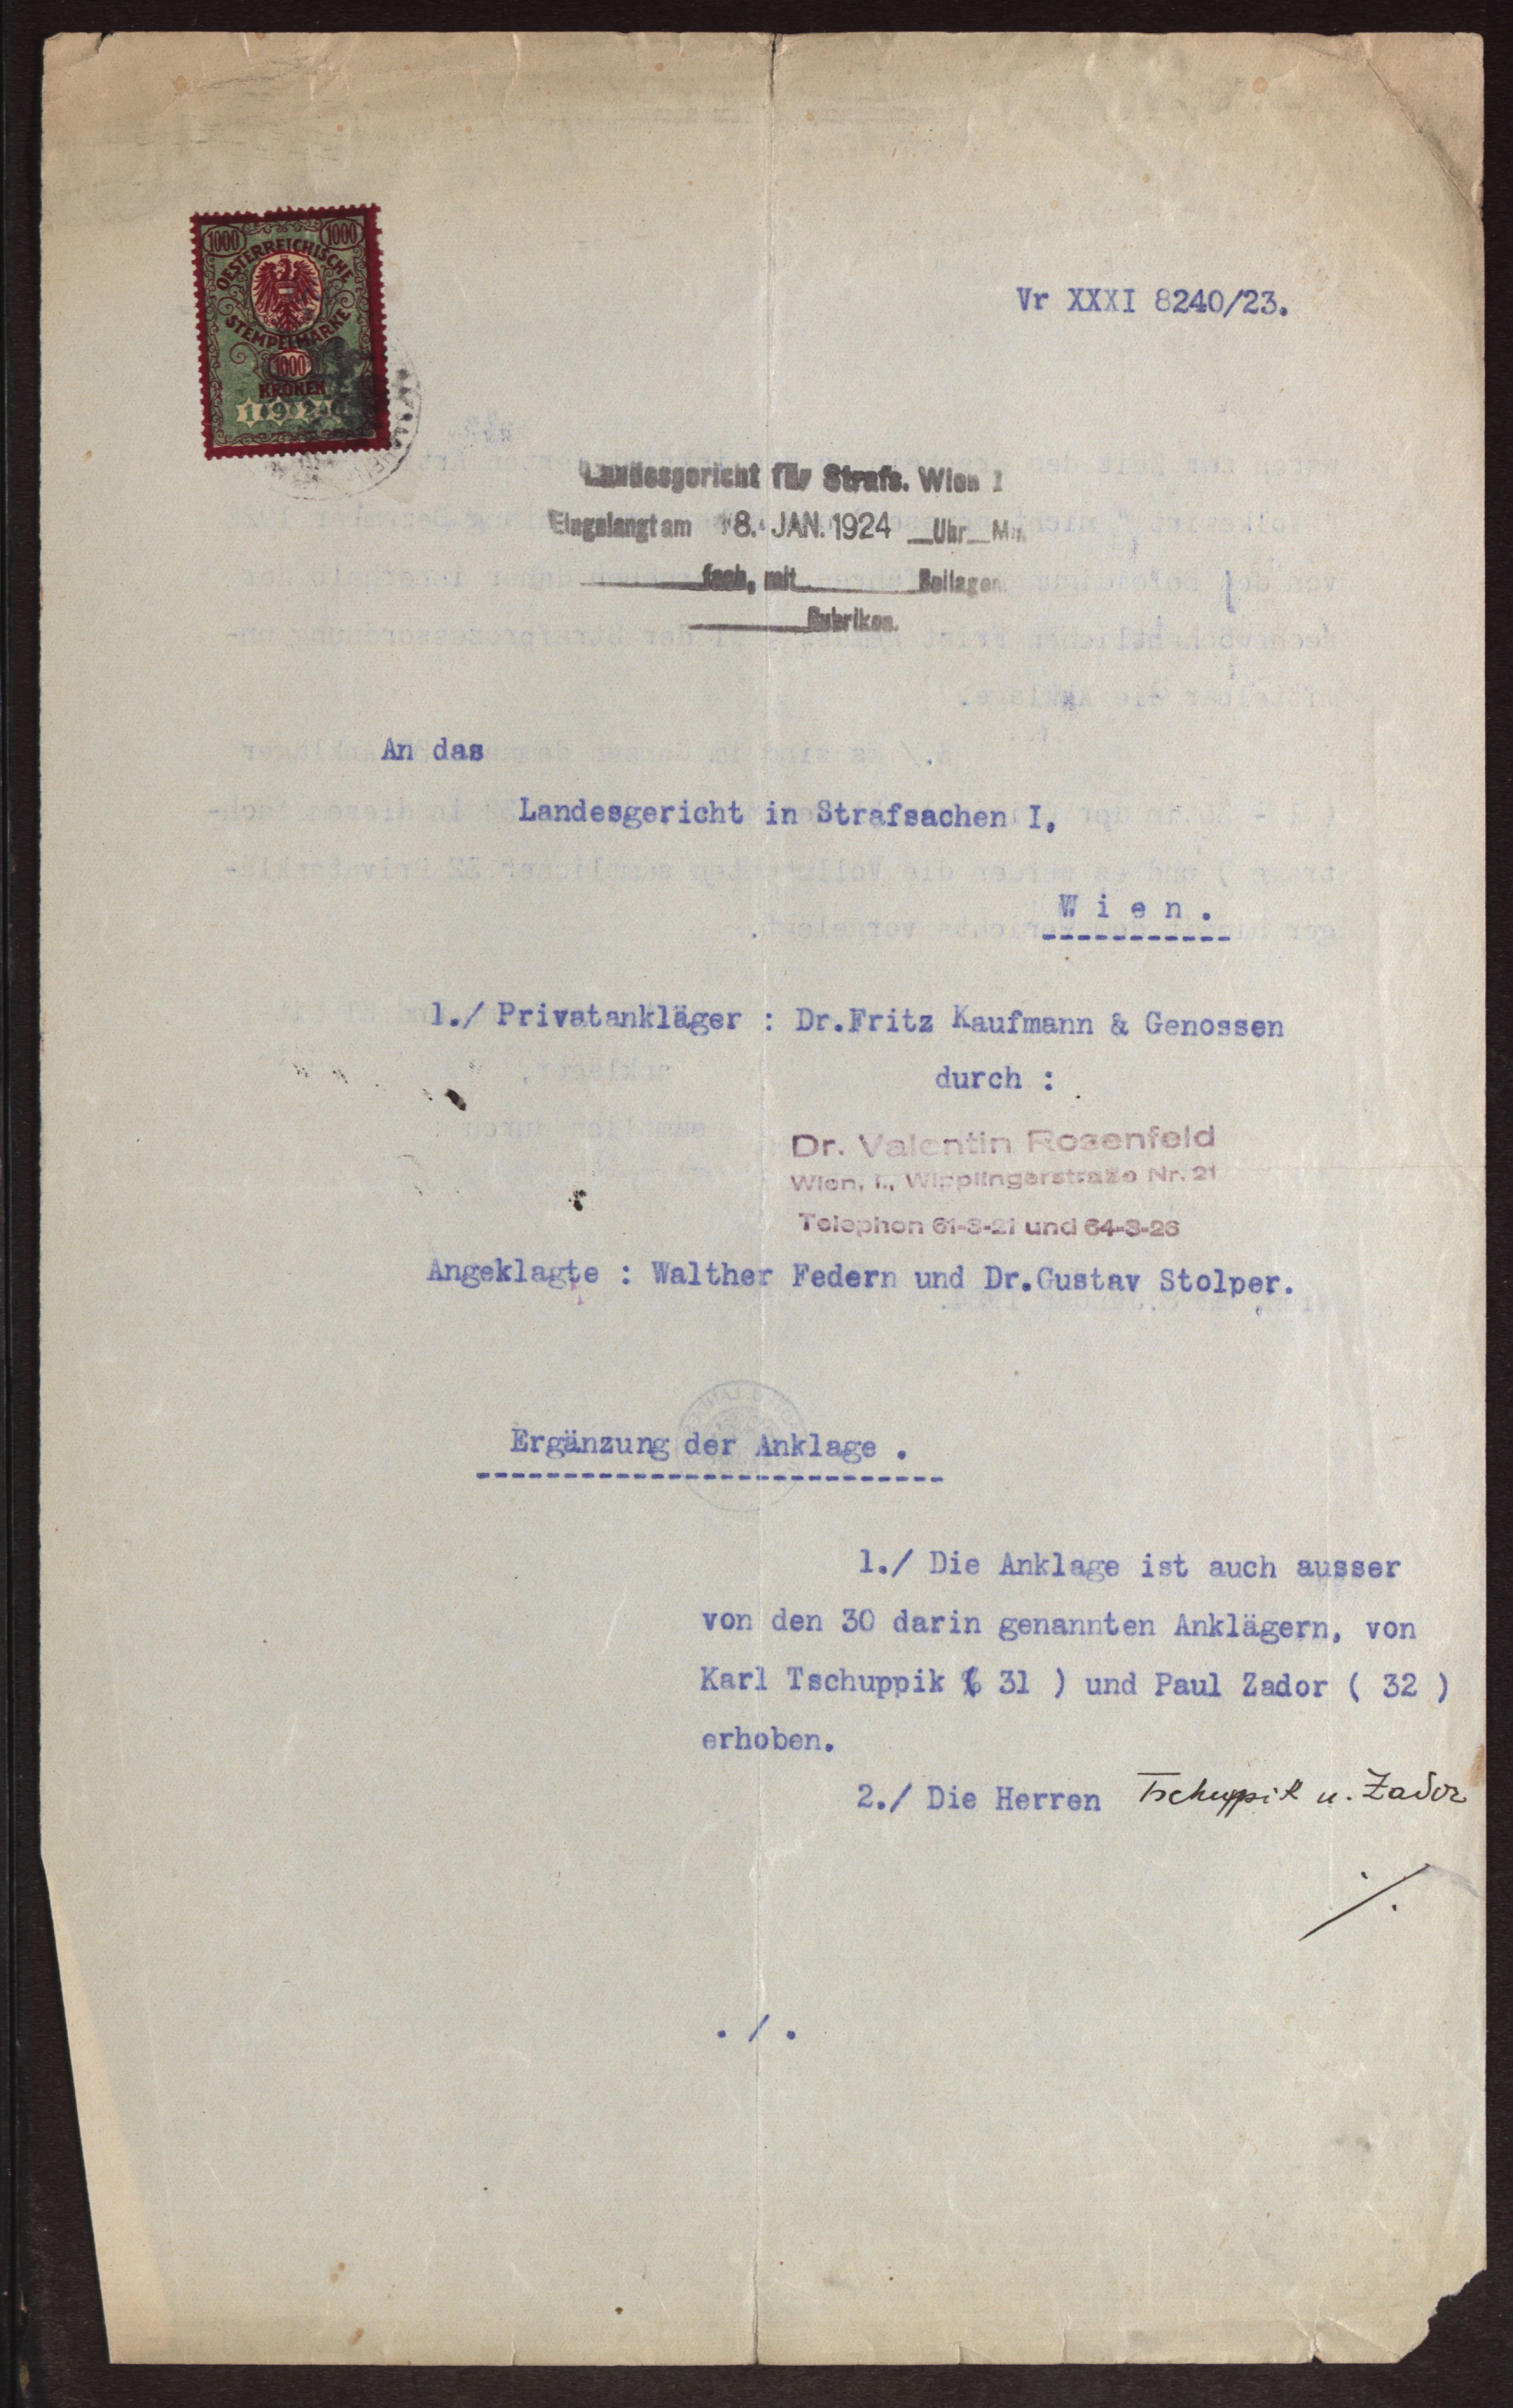 1000 1000
OESTERREICHISCHE
STEMPELMARKE
1000
KRONEN
Vr XXXI 8240/23.
Landesgericht für Strafs. Wien I
Eingelangt am 8. JAN. 1924 Uhr Min
fach, mit Beilagen
Rubriken.
An das
Landesgericht in Strafsachen I,
Wien.
1./ Privatankläger : Dr.Fritz Kaufmann & Genossen
durch :
Dr. Valentin Rosenfeld
Wien, I., Wipplingerstraße Nr. 21
Telephon 61-3-21 und 64-3-26
Angeklagte : Walther Federn und Dr.Gustav Stolper.
Ergänzung der Anklage .
1./ Die Anklage ist auch ausser
von den 30 darin genannten Anklägern, von
Karl Tschuppik ( 31 ) und Paul Zador ( 32 )
erhoben.
2./ Die Herren Tschuppik u. Zador
./.
./.